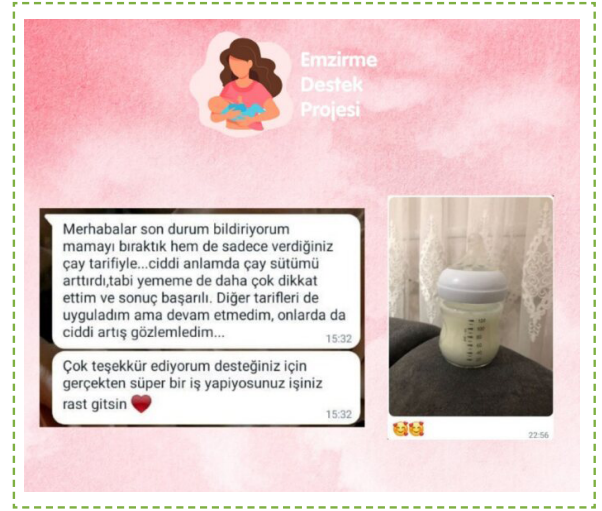 Emzirme
Destek
Projesi
Merhabalar son durum bildiriyorum
mamayı bıraktık hem de sadece verdiğiniz
çay tarifiyle...ciddi anlamda çay sütümü
arttırdı,tabi yememe de daha çok dikkat
ettim ve sonuç başarılı. Diğer tarifleri de
uyguladım ama devam etmedim, onlarda da
ciddi artış gözlemledim...
15:32
Çok teşekkür ediyorum desteğiniz için
gerçekten süper bir iş yapiyosunuz işiniz
rast gitsin ❤️
15:32
🥰🥰
22:56